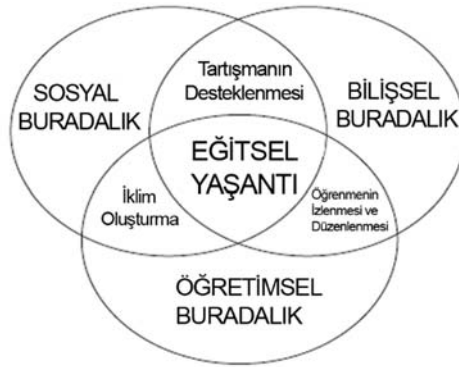 Tartışmanın
Desteklenmesi
SOSYAL
BURADALIK
BİLİŞSEL
BURADALIK
EĞİTSEL
YAŞANTI
İklim
Oluşturma
Öğrenmenin
İzlenmesi ve
Düzenlenmesi
ÖĞRETİMSEL
BURADALIK